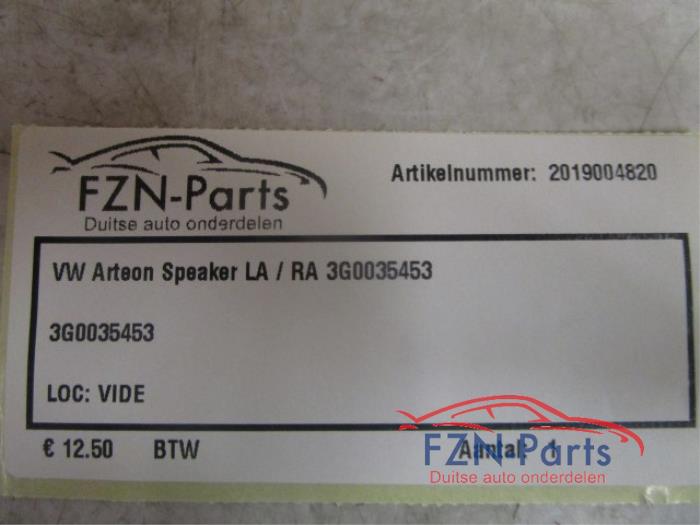 FZN-Parts
Duitse auto onderdelen
Artikelnummer: 2019004820
VW Arteon Speaker LA / RA 3G0035453
3G0035453
LOC: VIDE
€ 12.50 BTW Aantal: 1
FZN-Parts
Duitse auto onderdelen